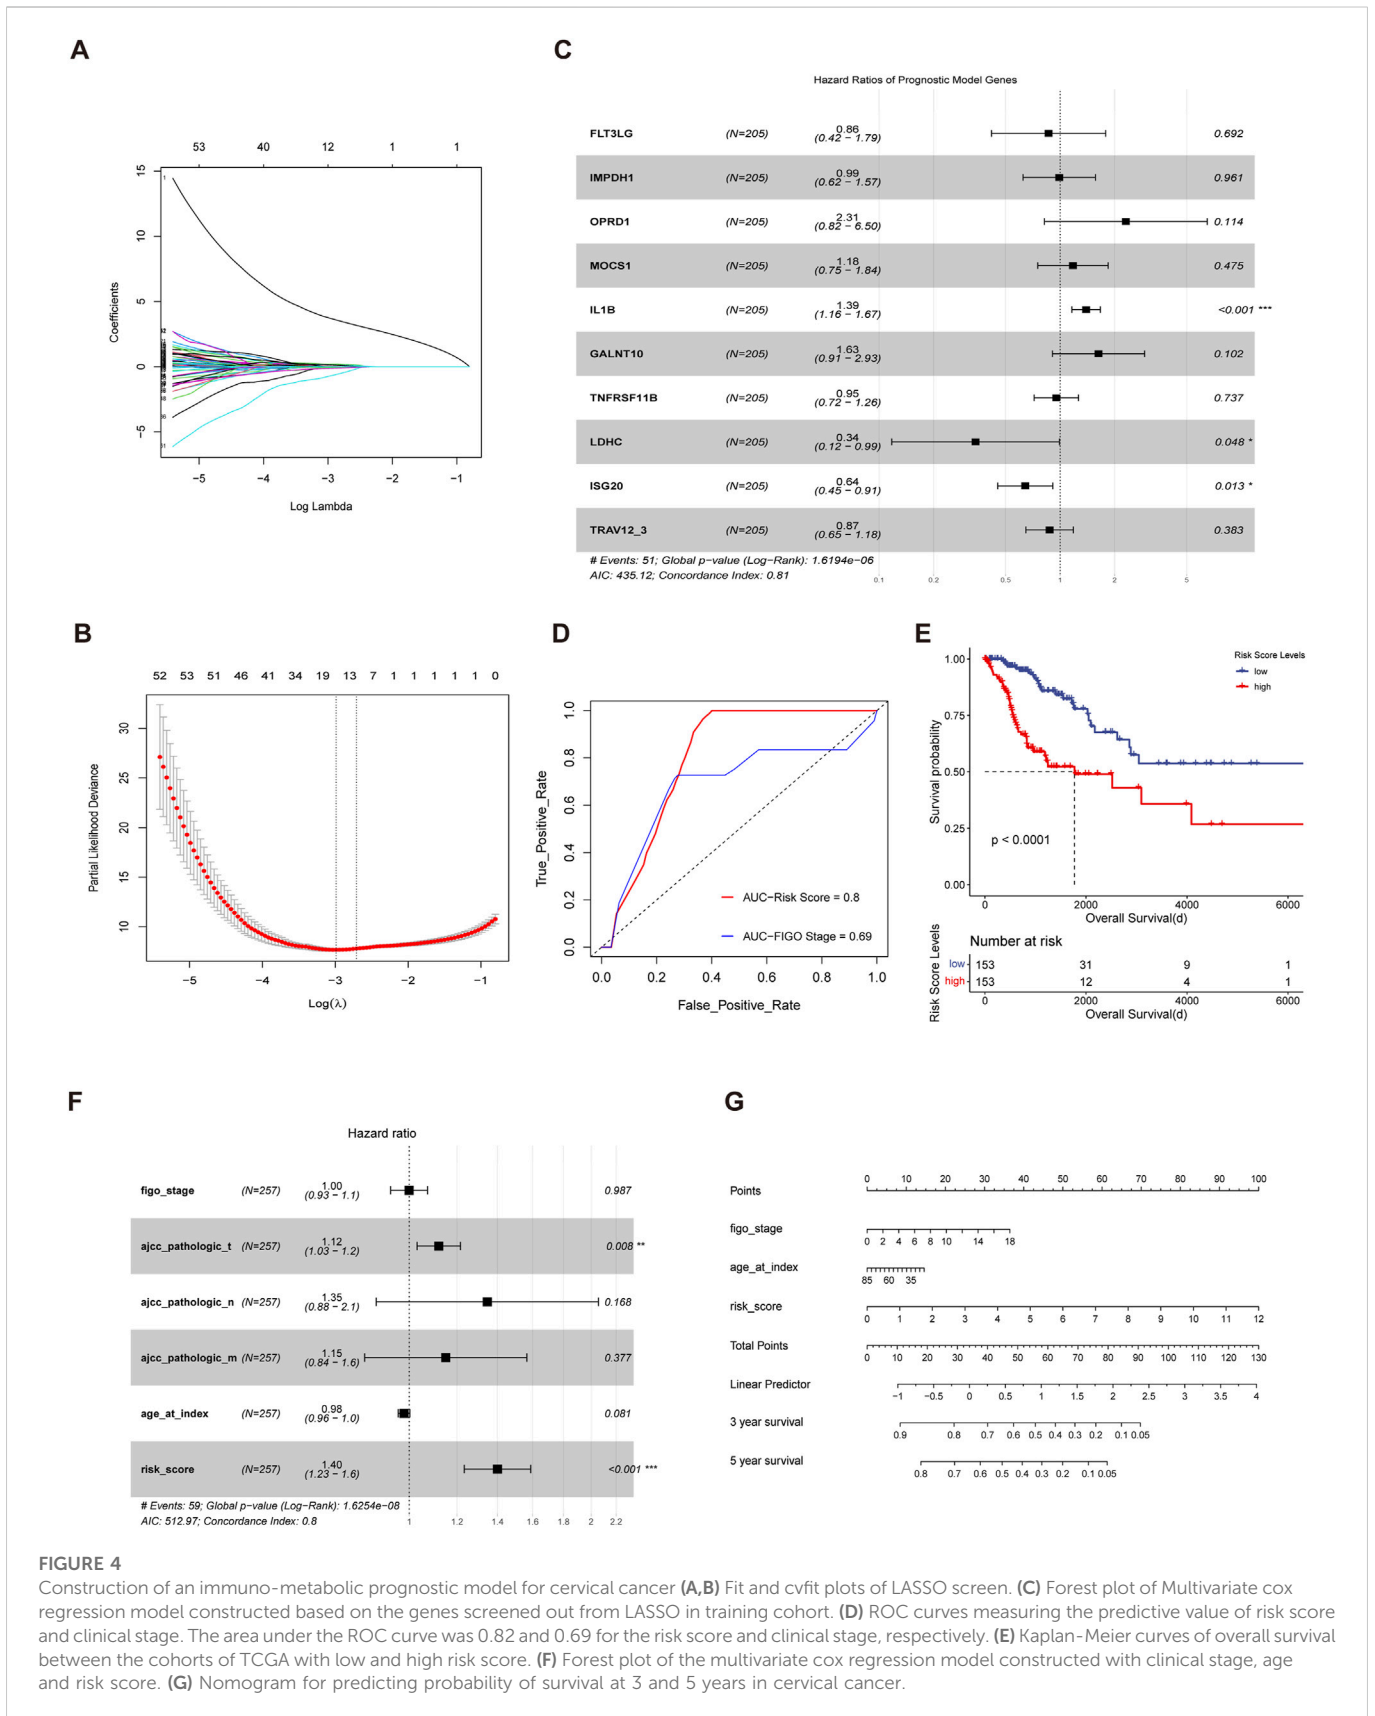 A
53 40 12 1 1
15
10
5
0
−5
Coefficients
1
−5 −4 −3 −2 −1
Log Lambda
C
Hazard Ratios of Prognostic Model Genes
FLT3LG (N=205) 0.86 (0.42 − 1.79) 0.692
IMPDH1 (N=205) 0.99 (0.62 − 1.57) 0.961
OPRD1 (N=205) 2.31 (0.82 − 6.50) 0.114
MOCS1 (N=205) 1.18 (0.75 − 1.84) 0.475
IL1B (N=205) 1.39 (1.16 − 1.67) <0.001 ***
GALNT10 (N=205) 1.63 (0.91 − 2.93) 0.102
TNFRSF11B (N=205) 0.95 (0.72 − 1.26) 0.737
LDHC (N=205) 0.34 (0.12 − 0.99) 0.048 *
ISG20 (N=205) 0.64 (0.45 − 0.91) 0.013 *
TRAV12_3 (N=205) 0.87 (0.65 − 1.18) 0.383
# Events: 51; Global p−value (Log−Rank): 1.6194e−06
AIC: 435.12; Concordance Index: 0.81
0.1 0.2 0.5 1 2 5
B
52 53 51 46 41 34 19 13 7 1 1 1 1 1 0
30
25
20
15
10
Partial Likelihood Deviance
−5 −4 −3 −2 −1
Log(λ)
D
1.0
0.8
0.6
0.4
0.2
0.0
True_Positive_Rate
AUC−Risk Score = 0.8
AUC−FIGO Stage = 0.69
0.0 0.2 0.4 0.6 0.8 1.0
False_Positive_Rate
E
Risk Score Levels
low
high
1.00
0.75
0.50
0.25
0.00
Survival probability
p < 0.0001
0 2000 4000 6000
Overall Survival(d)
Number at risk
Risk Score Levels
low 153 31 9 1
high 153 12 4 1
0 2000 4000 6000
Overall Survival(d)
F
Hazard ratio
figo_stage (N=257) 1.00 (0.93 − 1.1) 0.987
ajcc_pathologic_t (N=257) 1.12 (1.03 − 1.2) 0.008 **
ajcc_pathologic_n (N=257) 1.35 (0.88 − 2.1) 0.168
ajcc_pathologic_m (N=257) 1.15 (0.84 − 1.6) 0.377
age_at_index (N=257) 0.98 (0.96 − 1.0) 0.081
risk_score (N=257) 1.40 (1.23 − 1.6) <0.001 ***
# Events: 59; Global p−value (Log−Rank): 1.6254e−08
AIC: 512.97; Concordance Index: 0.8
1 1.2 1.4 1.6 1.8 2 2.2
G
Points 0 10 20 30 40 50 60 70 80 90 100
figo_stage 0 2 4 6 8 10 14 18
age_at_index 85 60 35
risk_score 0 1 2 3 4 5 6 7 8 9 10 11 12
Total Points 0 10 20 30 40 50 60 70 80 90 100 110 120 130
Linear Predictor −1 −0.5 0 0.5 1 1.5 2 2.5 3 3.5 4
3 year survival 0.9 0.8 0.7 0.6 0.5 0.4 0.3 0.2 0.1 0.05
5 year survival 0.8 0.7 0.6 0.5 0.4 0.3 0.2 0.1 0.05
FIGURE 4
Construction of an immuno-metabolic prognostic model for cervical cancer (A,B) Fit and cvfit plots of LASSO screen. (C) Forest plot of Multivariate cox
regression model constructed based on the genes screened out from LASSO in training cohort. (D) ROC curves measuring the predictive value of risk score
and clinical stage. The area under the ROC curve was 0.82 and 0.69 for the risk score and clinical stage, respectively. (E) Kaplan-Meier curves of overall survival
between the cohorts of TCGA with low and high risk score. (F) Forest plot of the multivariate cox regression model constructed with clinical stage, age
and risk score. (G) Nomogram for predicting probability of survival at 3 and 5 years in cervical cancer.